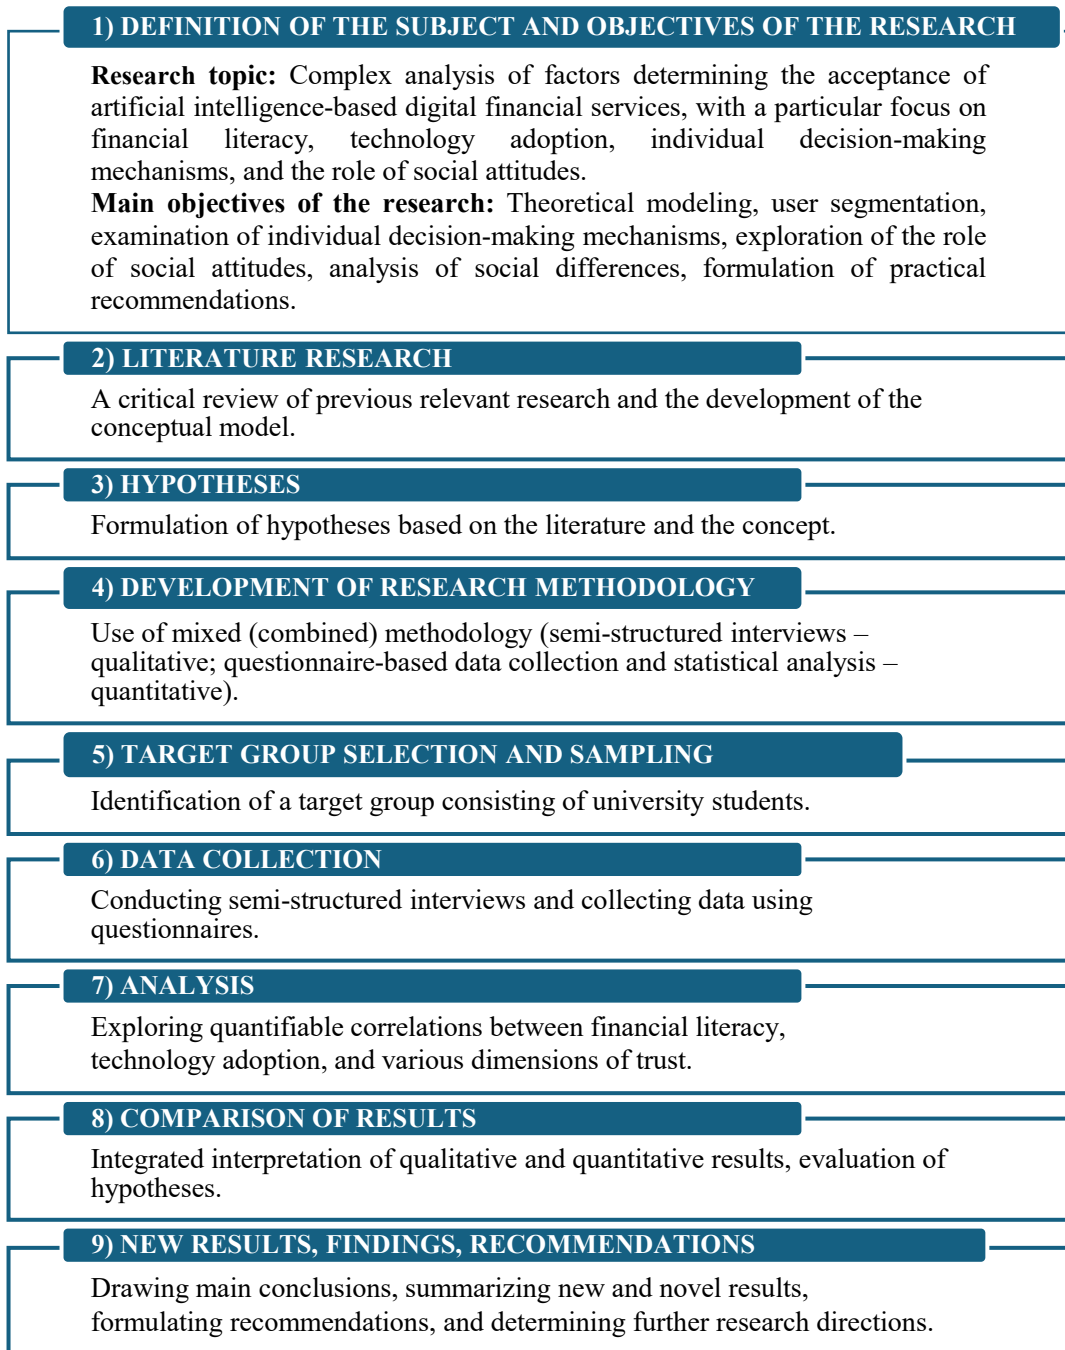 1) DEFINITION OF THE SUBJECT AND OBJECTIVES OF THE RESEARCH
Research topic: Complex analysis of factors determining the acceptance of
artificial intelligence-based digital financial services, with a particular focus on
financial literacy, technology adoption, individual decision-making
mechanisms, and the role of social attitudes.
Main objectives of the research: Theoretical modeling, user segmentation,
examination of individual decision-making mechanisms, exploration of the role
of social attitudes, analysis of social differences, formulation of practical
recommendations.
2) LITERATURE RESEARCH
A critical review of previous relevant research and the development of the
conceptual model.
3) HYPOTHESES
Formulation of hypotheses based on the literature and the concept.
4) DEVELOPMENT OF RESEARCH METHODOLOGY
Use of mixed (combined) methodology (semi-structured interviews –
qualitative; questionnaire-based data collection and statistical analysis –
quantitative).
5) TARGET GROUP SELECTION AND SAMPLING
Identification of a target group consisting of university students.
6) DATA COLLECTION
Conducting semi-structured interviews and collecting data using
questionnaires.
7) ANALYSIS
Exploring quantifiable correlations between financial literacy,
technology adoption, and various dimensions of trust.
8) COMPARISON OF RESULTS
Integrated interpretation of qualitative and quantitative results, evaluation of
hypotheses.
9) NEW RESULTS, FINDINGS, RECOMMENDATIONS
Drawing main conclusions, summarizing new and novel results,
formulating recommendations, and determining further research directions.